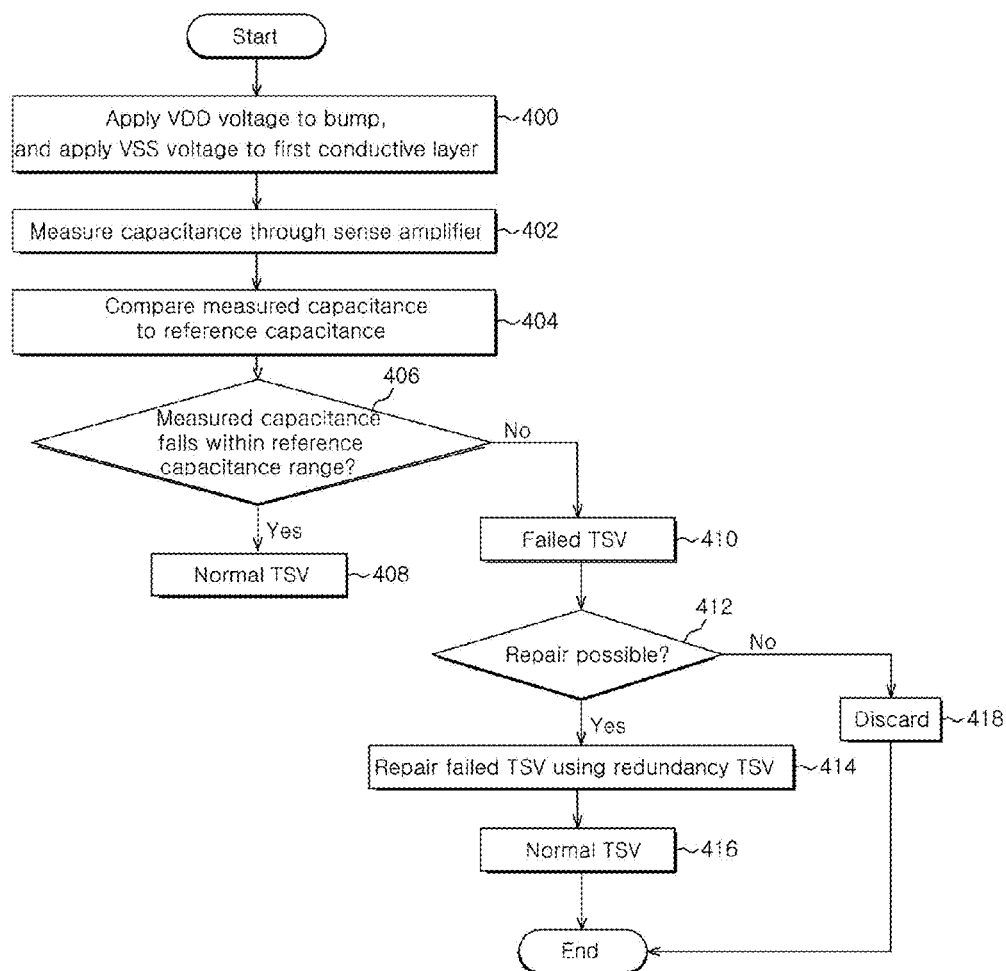 Start
Apply VDD voltage to bump,
and apply VSS voltage to first conductive layer
400
Measure capacitance through sense amplifier
402
Compare measured capacitance
to reference capacitance
404
406
Measured capacitance
falls within reference
capacitance range?
No
Yes
Normal TSV
408
Failed TSV
410
412
Repair possible?
No
Yes
Discard
418
Repair failed TSV using redundancy TSV
414
Normal TSV
416
End